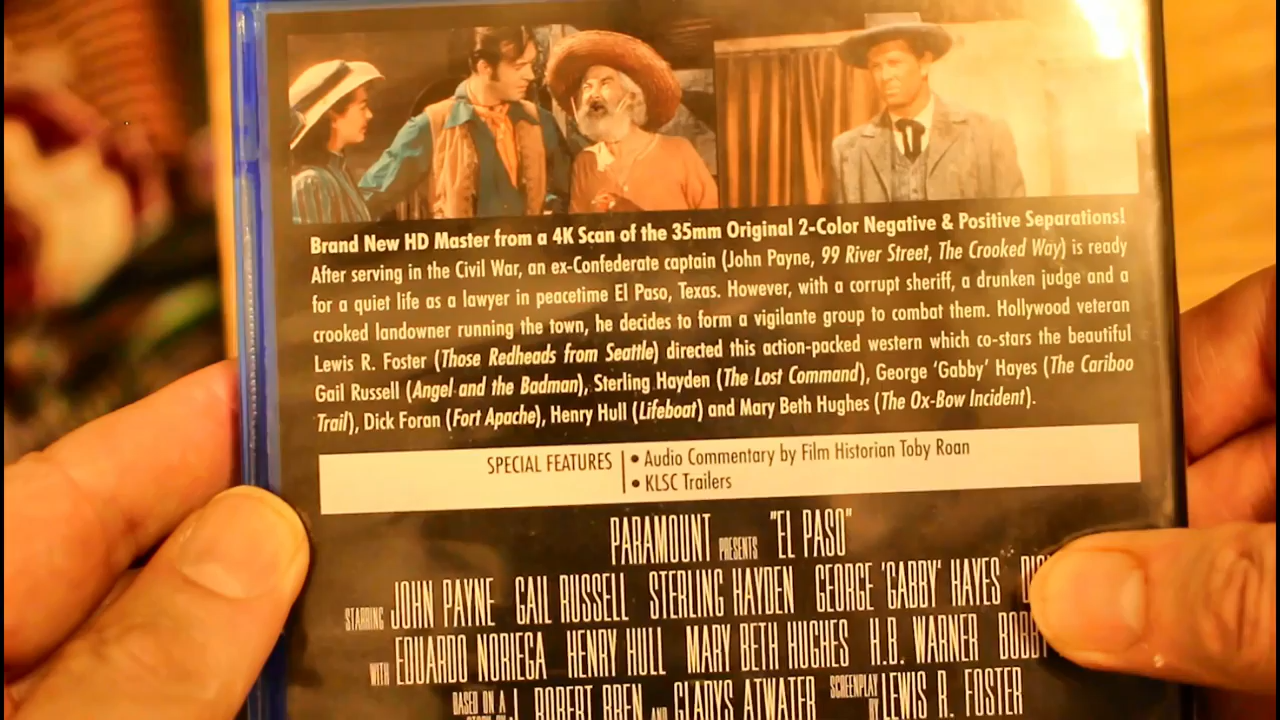 Brand New HD Master from a 4K Scan of the 35mm Original 2-Color Negative & Positive Separations!
After serving in the Civil War, an ex-Confederate captain (John Payne, 99 River Street, The Crooked Way) is ready
for a quiet life as a lawyer in peacetime El Paso, Texas. However, with a corrupt sheriff, a drunken judge and a
crooked landowner running the town, he decides to form a vigilante group to combat them. Hollywood veteran
Lewis R. Foster (Those Redheads from Seattle) directed this action-packed western which co-stars the beautiful
Gail Russell (Angel and the Badman), Sterling Hayden (The Lost Command), George 'Gabby' Hayes (The Cariboo
Trail), Dick Foran (Fort Apache), Henry Hull (Lifeboat) and Mary Beth Hughes (The Ox-Bow Incident).
SPECIAL FEATURES
• Audio Commentary by Film Historian Toby Roan
• KLSC Trailers
PARAMOUNT PRESENTS "EL PASO"
STARRING JOHN PAYNE GAIL RUSSELL STERLING HAYDEN GEORGE 'GABBY' HAYES
WITH EDUARDO NORIEGA HENRY HULL MARY BETH HUGHES H.B. WARNER
BASED ON A J. ROBERT BREN AND GLADYS ATWATER SCREENPLAY BY LEWIS R. FOSTER